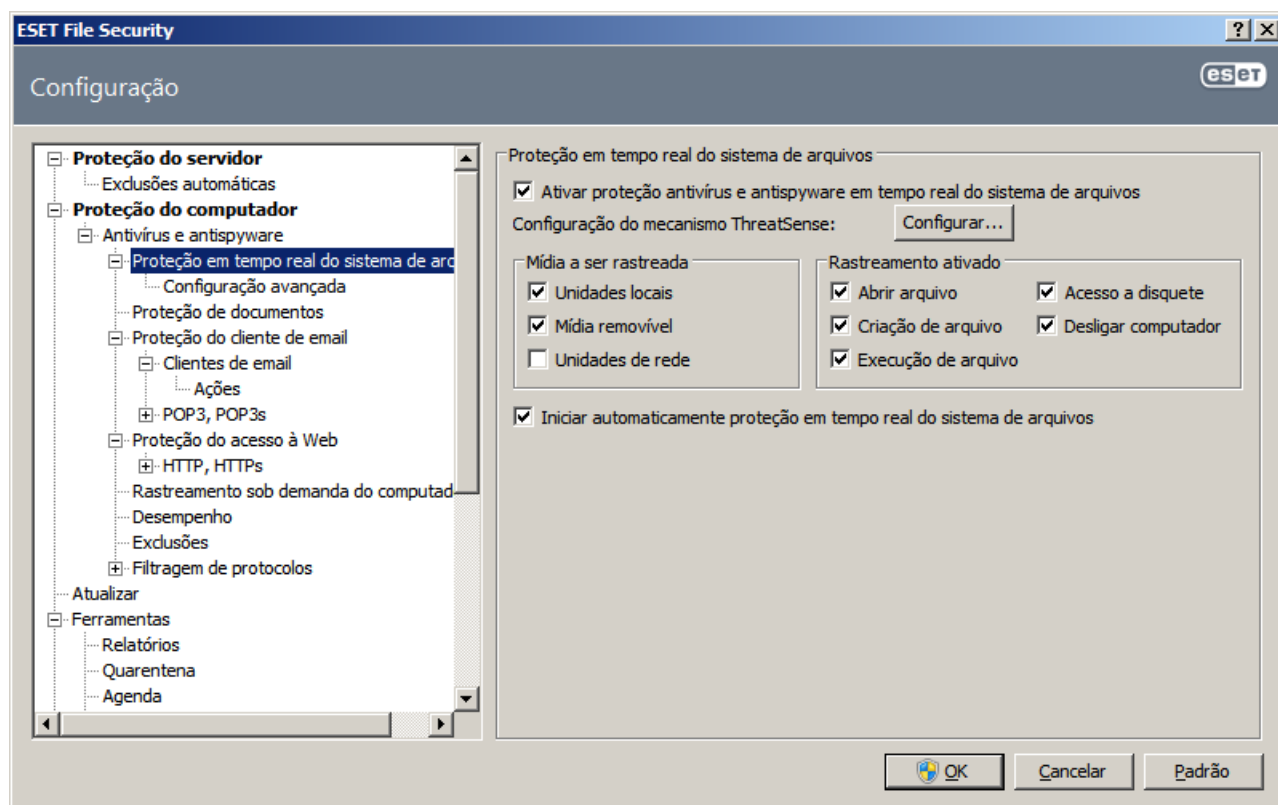 ESET File Security
Configuração
eseT
Proteção do servidor
Exclusões automáticas
Proteção do computador
Antivírus e antispyware
Proteção em tempo real do sistema de arq
Configuração avançada
Proteção de documentos
Proteção do cliente de email
Clientes de email
Ações
POP3, POP3s
Proteção do acesso à Web
HTTP, HTTPs
Rastreamento sob demanda do computad
Desempenho
Exclusões
Filtragem de protocolos
Atualizar
Ferramentas
Relatórios
Quarentena
Agenda
Proteção em tempo real do sistema de arquivos
Ativar proteção antivírus e antispyware em tempo real do sistema de arquivos
Configuração do mecanismo ThreatSense: Configurar...
Mídia a ser rastreada
Unidades locais
Mídia removível
Unidades de rede
Rastreamento ativado
Abrir arquivo Acesso a disquete
Criação de arquivo Desligar computador
Execução de arquivo
Iniciar automaticamente proteção em tempo real do sistema de arquivos
OK Cancelar Padrão